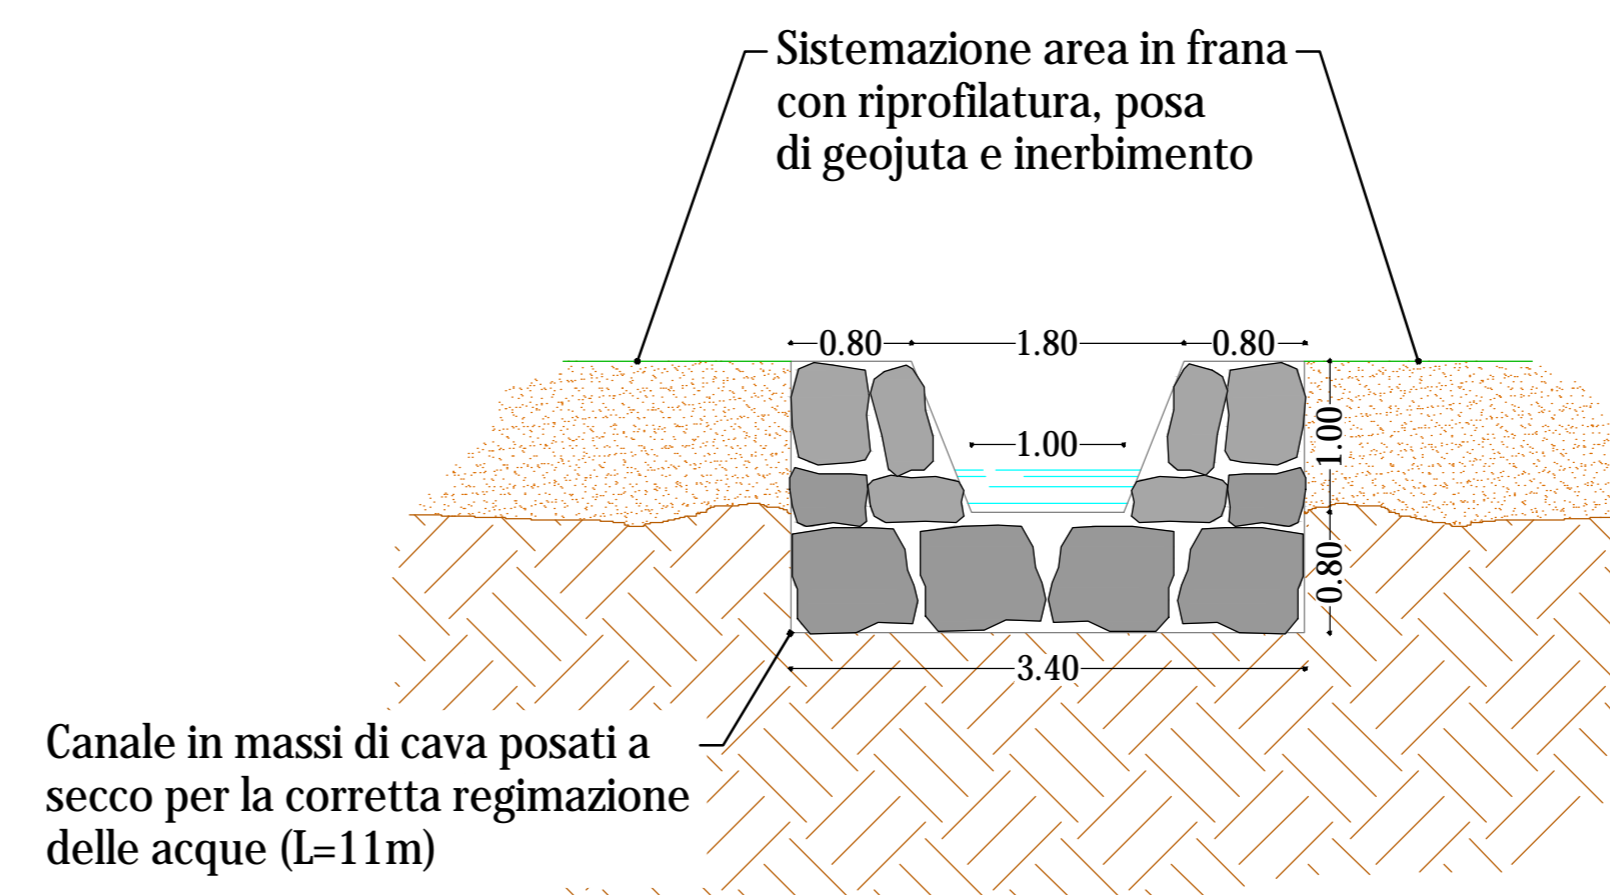 Sistemazione area in frana
con riprofilatura, posa
di geojuta e inerbimento
0.80 1.80 0.80
1.00
1.00
0.80
3.40
Canale in massi di cava posati a
secco per la corretta regimazione
delle acque (L=11m)